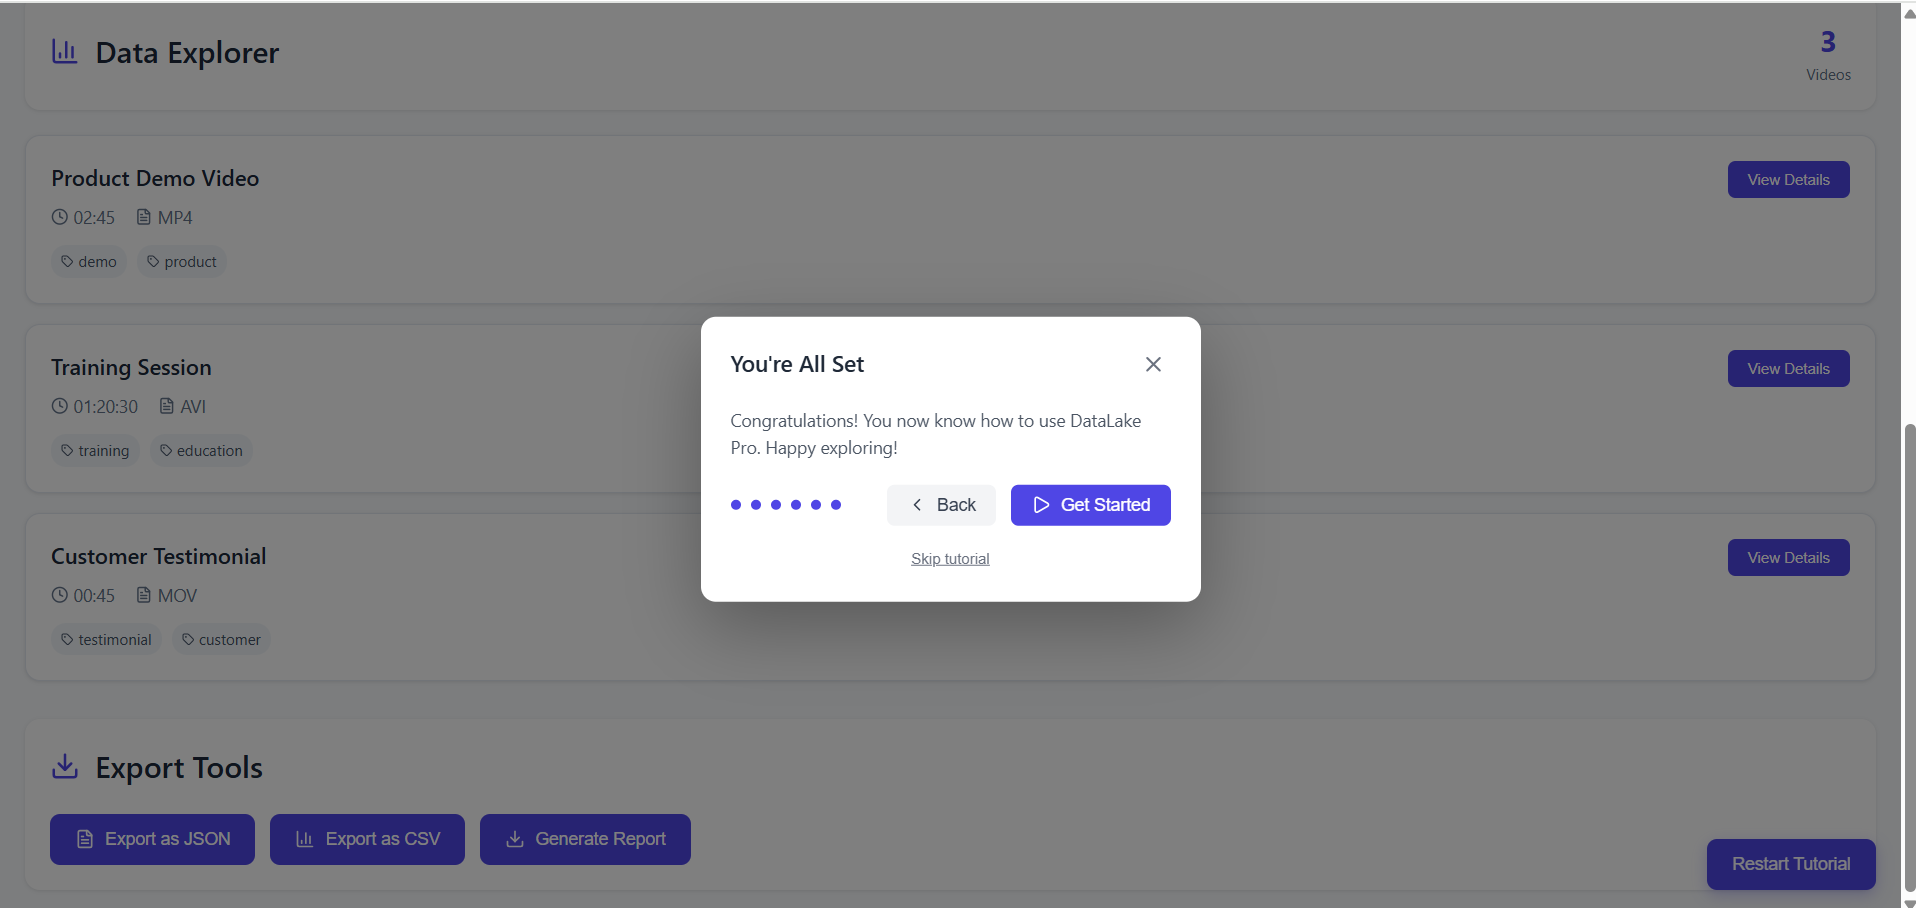 Data Explorer
3
Videos
Product Demo Video
View Details
02:45 MP4
demo product
Training Session
View Details
01:20:30 AVI
training education
Customer Testimonial
View Details
00:45 MOV
testimonial customer
You're All Set
Congratulations! You now know how to use DataLake
Pro. Happy exploring!
Back Get Started
Skip tutorial
Export Tools
Export as JSON Export as CSV Generate Report
Restart Tutorial